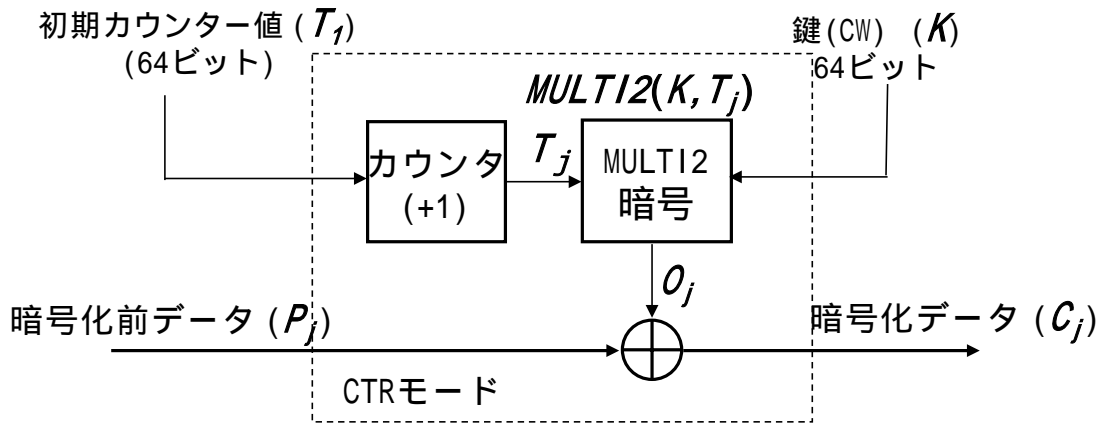 初期カウンター値 (T1)
(64ビット)
鍵(CW) (K)
64ビット
MULTI2(K,Tj)
カウンタ
(+1)
Tj
MULTI2
暗号
Oj
暗号化前データ (Pj)
暗号化データ (Cj)
CTRモード